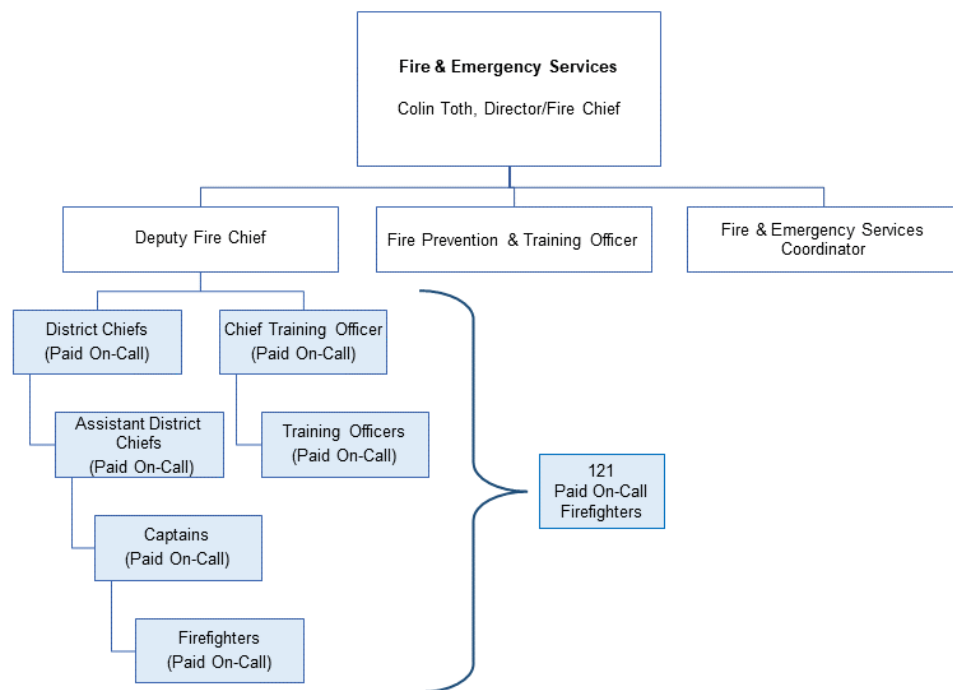 Fire & Emergency Services
Colin Toth, Director/Fire Chief
Deputy Fire Chief
Fire Prevention & Training Officer
Fire & Emergency Services
Coordinator
District Chiefs
(Paid On-Call)
Chief Training Officer
(Paid On-Call)
Assistant District
Chiefs
(Paid On-Call)
Training Officers
(Paid On-Call)
121
Paid On-Call
Firefighters
Captains
(Paid On-Call)
Firefighters
(Paid On-Call)